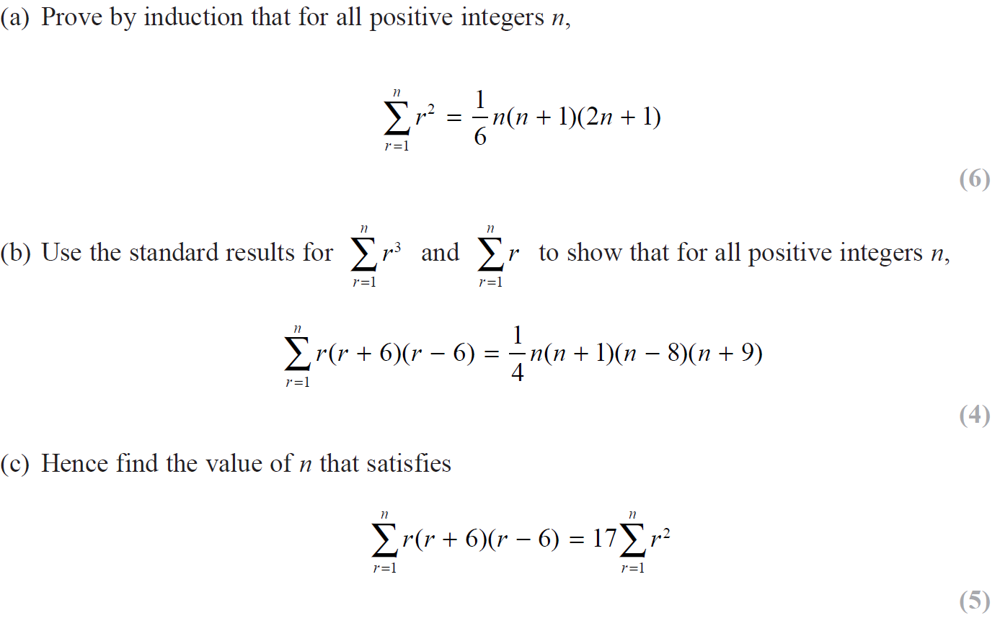 (a) Prove by induction that for all positive integers n,
$\sum_{r=1}^{n} r^2 = \frac{1}{6}n(n + 1)(2n + 1)$
(6)
(b) Use the standard results for $\sum_{r=1}^{n} r^3$ and $\sum_{r=1}^{n} r$ to show that for all positive integers n,
$\sum_{r=1}^{n} r(r + 6)(r - 6) = \frac{1}{4}n(n + 1)(n - 8)(n + 9)$
(4)
(c) Hence find the value of n that satisfies
$\sum_{r=1}^{n} r(r + 6)(r - 6) = 17\sum_{r=1}^{n} r^2$
(5)